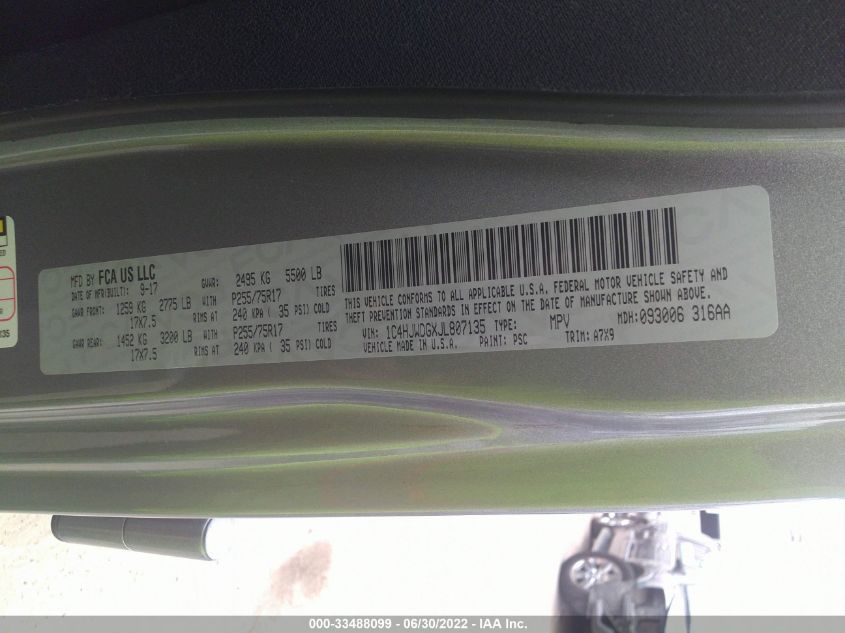 MFD BY FCA US LLC
DATE OF MFR(BUILT): 9-17
GVWR: 2495 KG 5500 LB
GAWR FRONT: 1259 KG 2775 LB WITH P255/75R17 TIRES
17X7.5 RIMS AT 240 KPA ( 35 PSI) COLD
GAWR REAR: 1452 KG 3200 LB WITH P255/75R17 TIRES
17X7.5 RIMS AT 240 KPA ( 35 PSI) COLD
THIS VEHICLE CONFORMS TO ALL APPLICABLE U.S.A. FEDERAL MOTOR VEHICLE SAFETY AND
THEFT PREVENTION STANDARDS IN EFFECT ON THE DATE OF MANUFACTURE SHOWN ABOVE.
VIN: 1C4HJWDGXJL807135 TYPE: MPV MDH: 093006 316AA
VEHICLE MADE IN U.S.A. PAINT: PSC TRIM: A7X9
000-33488099 - 06/30/2022 - IAA Inc.